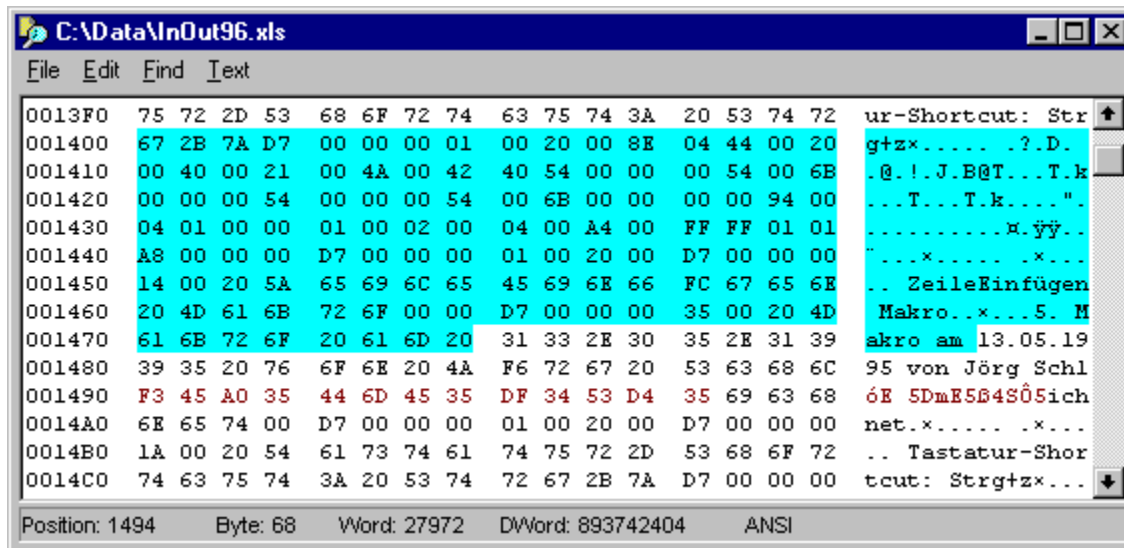 C:\Data\InOut96.xls
File Edit Find Text
0013F0 75 72 2D 53 68 6F 72 74 63 75 74 3A 20 53 74 72 ur-Shortcut: Str
001400 67 2B 7A D7 00 00 00 01 00 20 00 8E 04 44 00 20 g+z×..... .?.D. 
001410 00 40 00 21 00 4A 00 42 40 54 00 00 00 54 00 6B .@.!.J.B@T...T.k
001420 00 00 00 54 00 00 00 54 00 6B 00 00 00 00 94 00 ...T...T.k....".
001430 04 01 00 00 01 00 02 00 04 00 A4 00 FF FF 01 01 ..........¤.ÿÿ..
001440 A8 00 00 00 D7 00 00 00 01 00 20 00 D7 00 00 00 ¨...×..... .×...
001450 14 00 20 5A 65 69 6C 65 45 69 6E 66 FC 67 65 6E .. ZeileEinfügen
001460 20 4D 61 6B 72 6F 00 00 D7 00 00 00 35 00 20 4D  Makro..×...5. M
001470 61 6B 72 6F 20 61 6D 20 31 33 2E 30 35 2E 31 39 akro am 13.05.19
001480 39 35 20 76 6F 6E 20 4A F6 72 67 20 53 63 68 6C 95 von Jörg Schl
001490 F3 45 A0 35 44 6D 45 35 DF 34 53 D4 35 69 63 68 óE 5DmE5ß4SÔ5ich
0014A0 6E 65 74 00 D7 00 00 00 01 00 20 00 D7 00 00 00 net.×..... .×...
0014B0 1A 00 20 54 61 73 74 61 74 75 72 2D 53 68 6F 72 .. Tastatur-Shor
0014C0 74 63 75 74 3A 20 53 74 72 67 2B 7A D7 00 00 00 tcut: Strg+z×...
Position: 1494 Byte: 68 Word: 27972 DWord: 893742404 ANSI